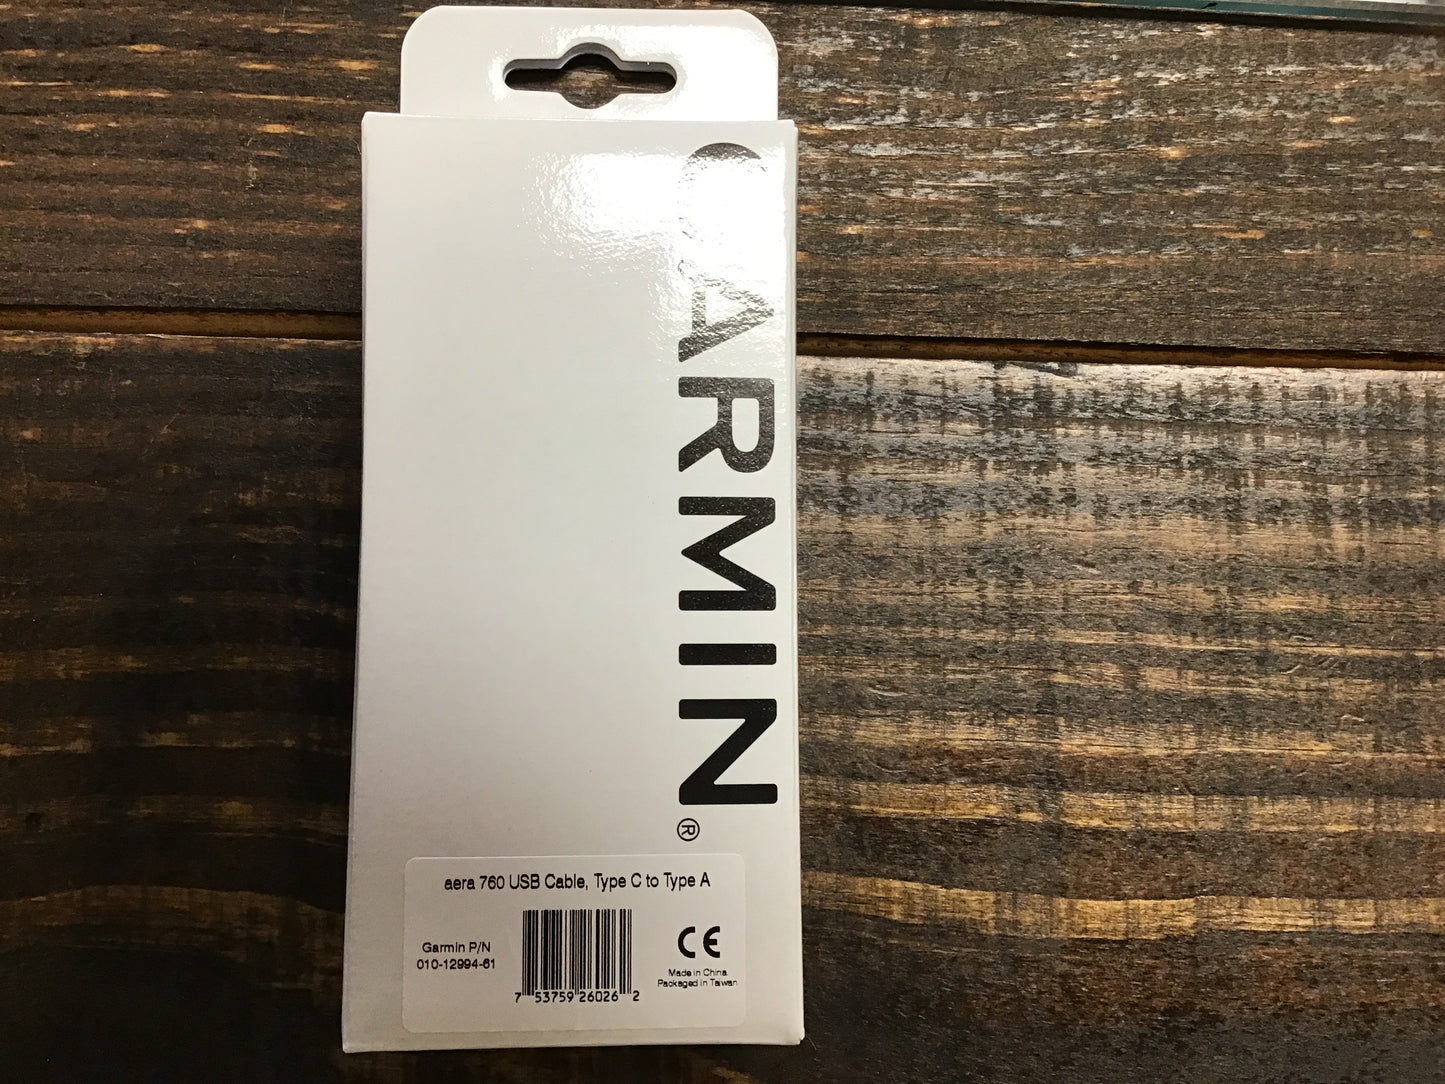 GARMIN®
aera 760 USB Cable, Type C to Type A
Garmin P/N
010-12994-61
7 53759 26026 2
CE
Made in China
Packaged in Taiwan